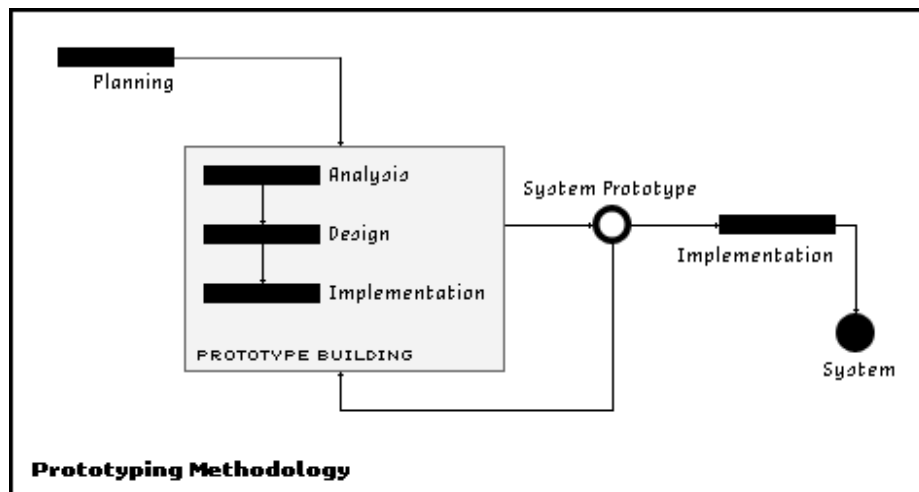 Planning
Analysis
Design
Implementation
PROTOTYPE BUILDING
System Prototype
Implementation
System
Prototyping Methodology